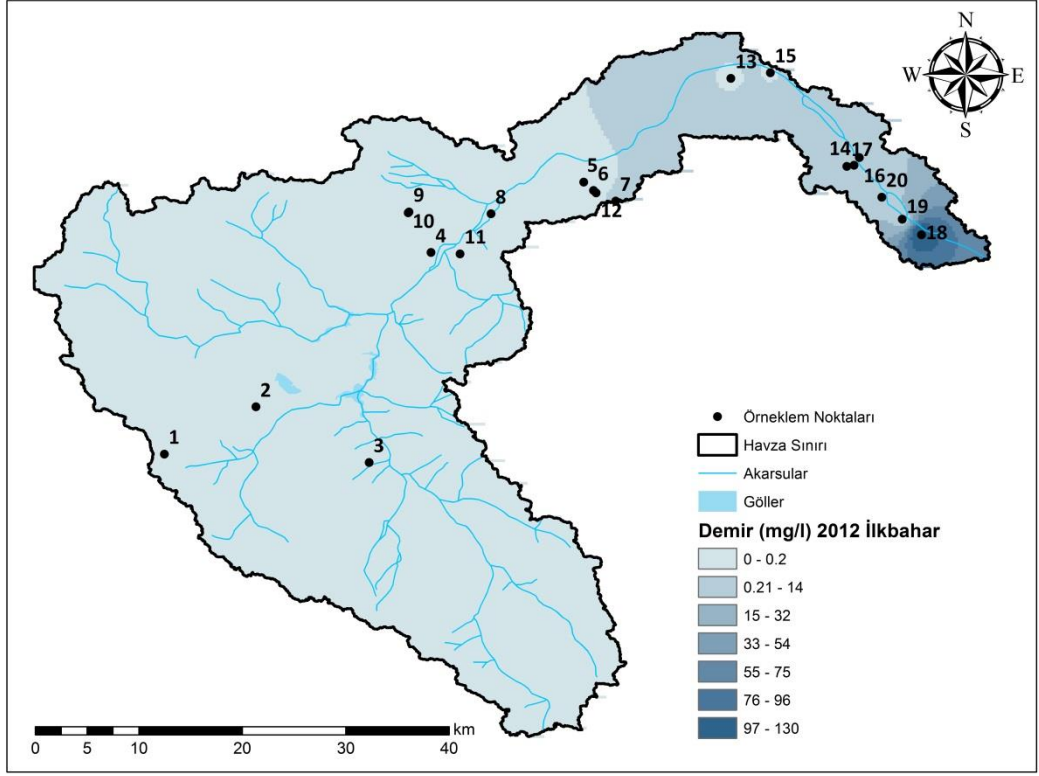 N
W E
S
13 15
14 17
16 20
19
18
5
6
7
12
9
10
8
4
11
2
1
3
Örneklem Noktaları
Havza Sınırı
Akarsular
Göller
Demir (mg/l) 2012 İlkbahar
0 - 0.2
0.21 - 14
15 - 32
33 - 54
55 - 75
76 - 96
97 - 130
km
0 5 10 20 30 40